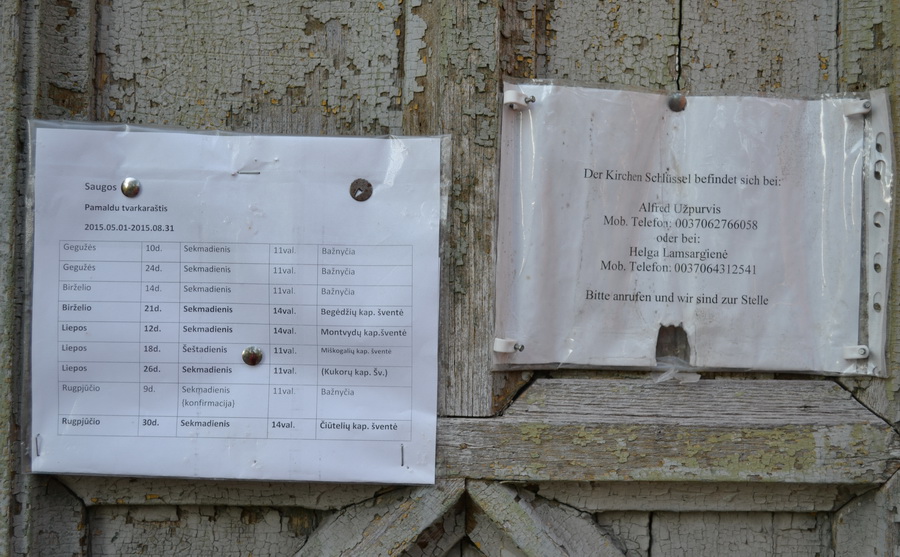 Saugos
Pamaldu tvarkaraštis
2015.05.01-2015.08.31
Gegužės 10d. Sekmadienis 11val. Bažnyčia
Gegužės 24d. Sekmadienis 11val. Bažnyčia
Birželio 14d. Sekmadienis 11val. Bažnyčia
Birželio 21d. Sekmadienis 14val. Begėdžių kap.šventė
Liepos 12d. Sekmadienis 14val. Montvydų kap.šventė
Liepos 18d. Šeštadienis 11val. Miškogalių kap. šventė
Liepos 26d. Sekmadienis 11val. (Kukorų kap. Šv.)
Rugpjūčio 9d. Sekmadienis 11val. Bažnyčia
(konfirmacija)
Rugpjūčio 30d. Sekmadienis 14val. Čiūtelių kap. šventė
Der Kirchen Schlüssel befindet sich bei:
Alfred Užpurvis
Mob. Telefon: 0037062766058
oder bei:
Helga Lamsargienė
Mob. Telefon: 0037064312541
Bitte anrufen und wir sind zur Stelle